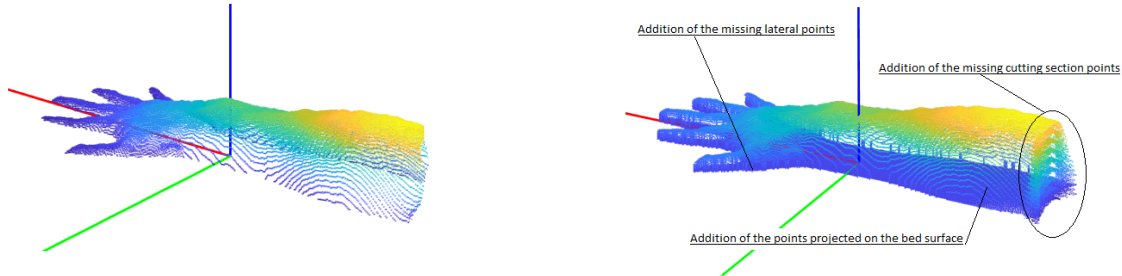 Addition of the missing lateral points
Addition of the missing cutting section points
Addition of the points projected on the bed surface